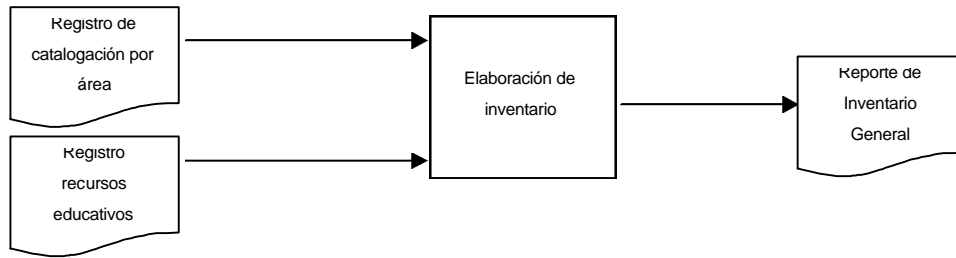 Registro de
catalogación por
área
Registro
recursos
educativos
Elaboración de
inventario
Reporte de
Inventario
General